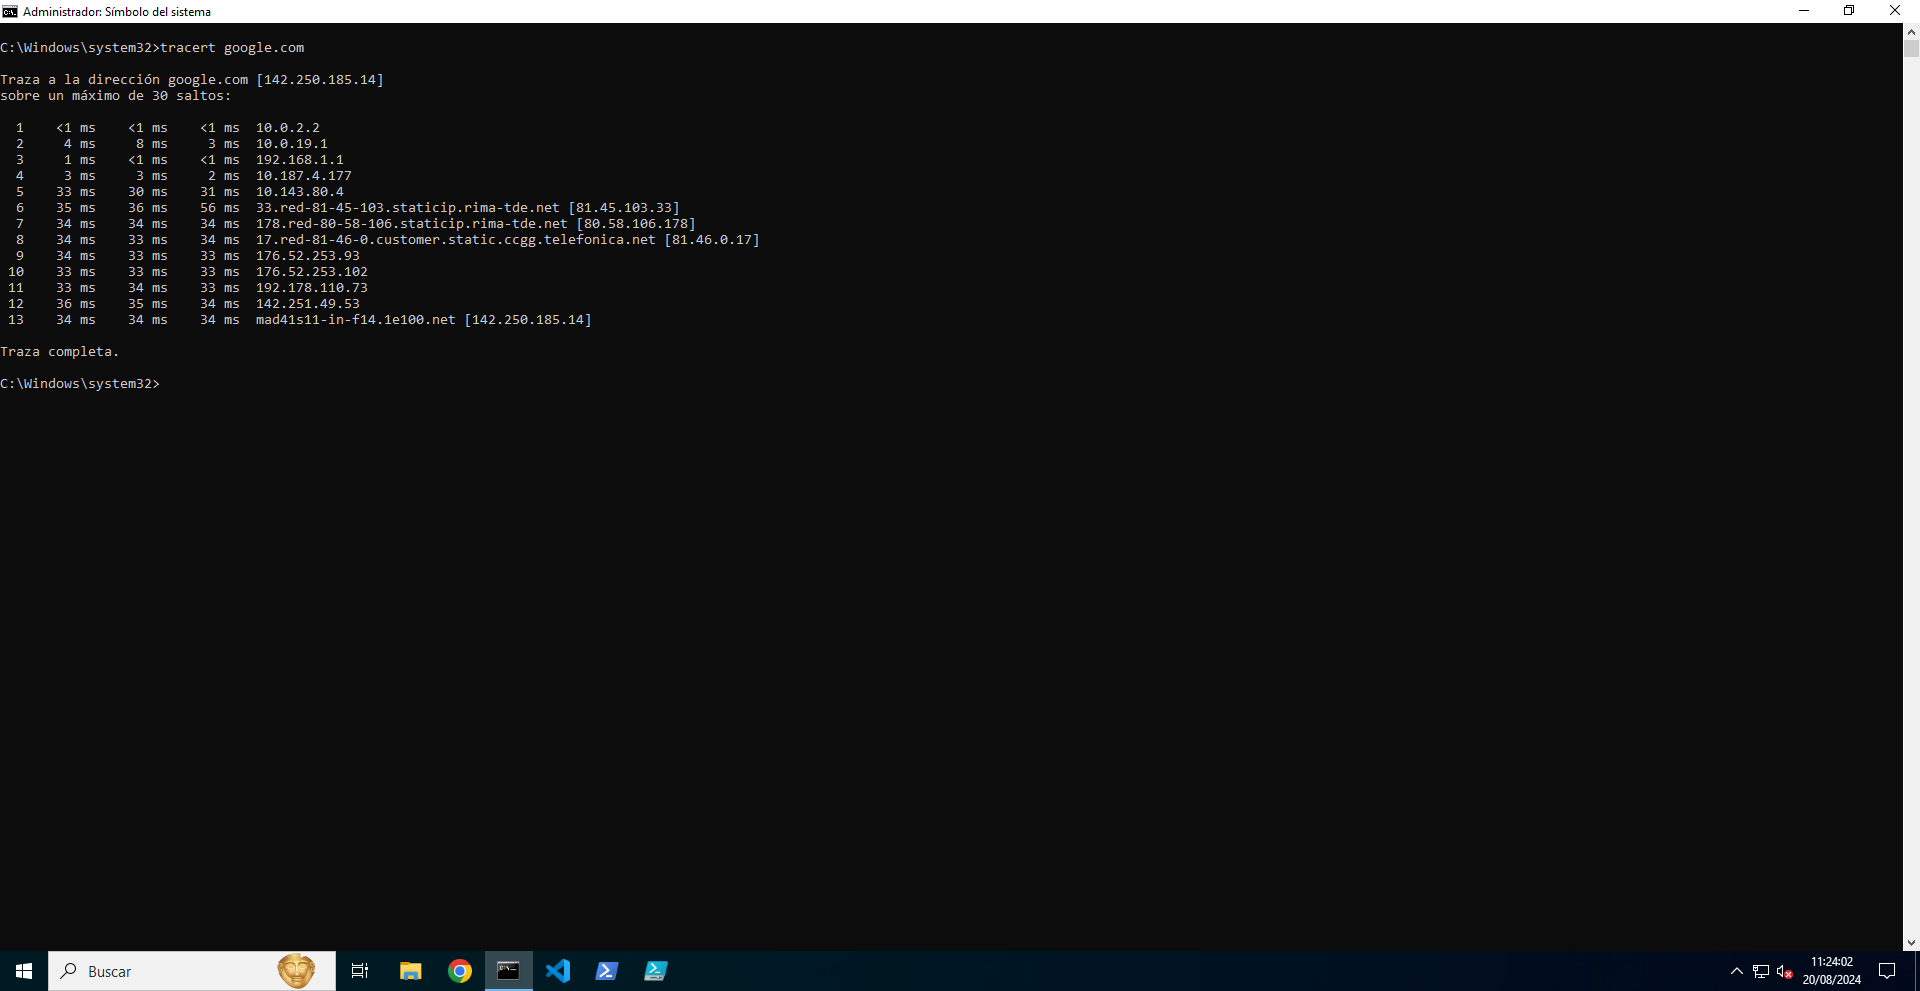 Administrador: Símbolo del sistema
C:\Windows\system32>tracert google.com
Traza a la dirección google.com [142.250.185.14]
sobre un máximo de 30 saltos:
1 <1 ms <1 ms <1 ms 10.0.2.2
2 4 ms 8 ms 3 ms 10.0.19.1
3 1 ms <1 ms <1 ms 192.168.1.1
4 3 ms 3 ms 2 ms 10.187.4.177
5 33 ms 30 ms 31 ms 10.143.80.4
6 35 ms 36 ms 56 ms 33.red-81-45-103.staticip.rima-tde.net [81.45.103.33]
7 34 ms 34 ms 34 ms 178.red-80-58-106.staticip.rima-tde.net [80.58.106.178]
8 34 ms 33 ms 34 ms 17.red-81-46-0.customer.static.ccgg.telefonica.net [81.46.0.17]
9 34 ms 33 ms 33 ms 176.52.253.93
10 33 ms 33 ms 33 ms 176.52.253.102
11 33 ms 34 ms 33 ms 192.178.110.73
12 36 ms 35 ms 34 ms 142.251.49.53
13 34 ms 34 ms 34 ms mad41s11-in-f14.1e100.net [142.250.185.14]
Traza completa.
C:\Windows\system32>
Buscar
11:24:02
20/08/2024